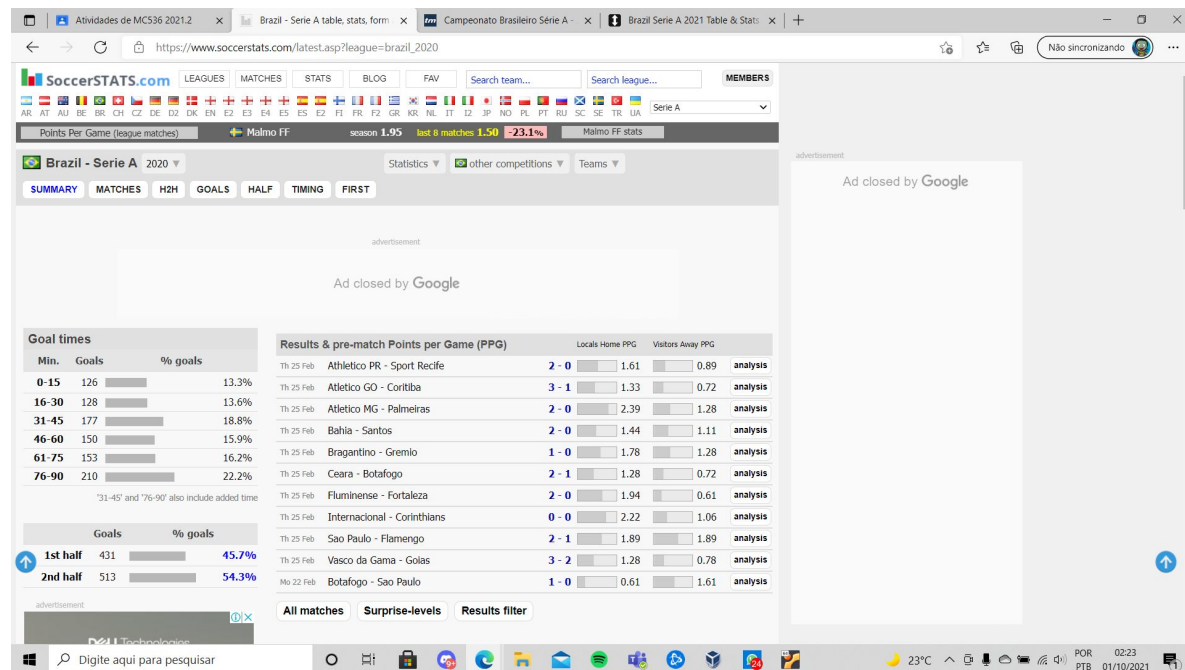 Atividades de MC536 2021.2
Brazil - Serie A table, stats, form
Campeonato Brasileiro Série A -
Brazil Serie A 2021 Table & Stats
https://www.soccerstats.com/latest.asp?league=brazil_2020
Não sincronizando
SoccerSTATS.com LEAGUES MATCHES STATS BLOG FAV Search team... Search league... MEMBERS
AR AT AU BE BR CH CZ DE D2 DK EN E2 E3 E4 E5 ES E2 FI FR F2 GR KR NL IT I2 JP NO PL PT RU SC SE TR UA Serie A
Points Per Game (league matches) Malmo FF season 1.95 last 8 matches 1.50 -23.1% Malmo FF stats
Brazil - Serie A 2020 ▼ Statistics ▼ other competitions ▼ Teams ▼
SUMMARY MATCHES H2H GOALS HALF TIMING FIRST
advertisement
Ad closed by Google
advertisement
Ad closed by Google
Goal times
Min. Goals % goals
0-15 126 13.3%
16-30 128 13.6%
31-45 177 18.8%
46-60 150 15.9%
61-75 153 16.2%
76-90 210 22.2%
'31-45' and '76-90' also include added time
Goals % goals
1st half 431 45.7%
2nd half 513 54.3%
advertisement
DELL Technologies
Results & pre-match Points per Game (PPG) Locals Home PPG Visitors Away PPG
Th 25 Feb Athletico PR - Sport Recife 2 - 0 1.61 0.89 analysis
Th 25 Feb Atletico GO - Coritiba 3 - 1 1.33 0.72 analysis
Th 25 Feb Atletico MG - Palmeiras 2 - 0 2.39 1.28 analysis
Th 25 Feb Bahia - Santos 2 - 0 1.44 1.11 analysis
Th 25 Feb Bragantino - Gremio 1 - 0 1.78 1.28 analysis
Th 25 Feb Ceara - Botafogo 2 - 1 1.28 0.72 analysis
Th 25 Feb Fluminense - Fortaleza 2 - 0 1.94 0.61 analysis
Th 25 Feb Internacional - Corinthians 0 - 0 2.22 1.06 analysis
Th 25 Feb Sao Paulo - Flamengo 2 - 1 1.89 1.89 analysis
Th 25 Feb Vasco da Gama - Goias 3 - 2 1.28 0.78 analysis
Mo 22 Feb Botafogo - Sao Paulo 1 - 0 0.61 1.61 analysis
All matches Surprise-levels Results filter
Digite aqui para pesquisar
23°C
POR
PTB
02:23
01/10/2021